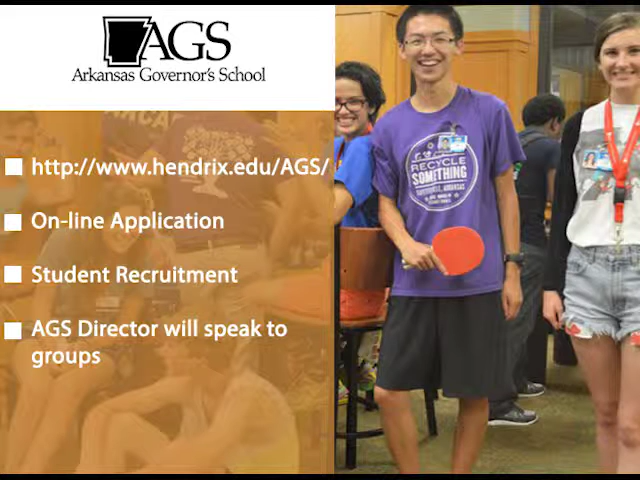 AGS
Arkansas Governor's School
http://www.hendrix.edu/AGS/
On-line Application
Student Recruitment
AGS Director will speak to
groups
RECYCLE
SOMETHING